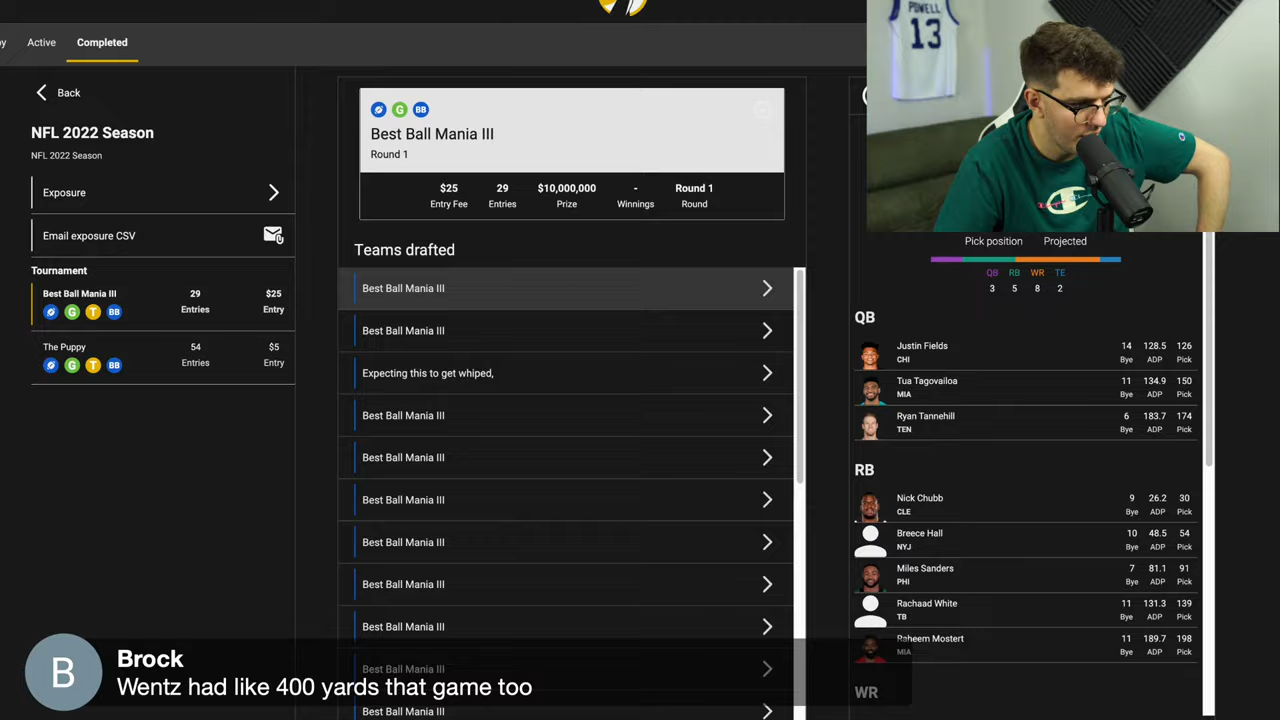 Active
Completed
Back
NFL 2022 Season
NFL 2022 Season
Exposure
Email exposure CSV
Tournament
Best Ball Mania III
29
$25
Entries
Entry
G
T
BB
The Puppy
54
$5
Entries
Entry
G
T
BB
G
BB
Best Ball Mania III
Round 1
$25
29
$10,000,000
-
Round 1
Entry Fee
Entries
Prize
Winnings
Round
Teams drafted
Best Ball Mania III
Best Ball Mania III
Expecting this to get whiped,
Best Ball Mania III
Best Ball Mania III
Best Ball Mania III
Best Ball Mania III
Best Ball Mania III
Best Ball Mania III
Best Ball Mania III
Best Ball Mania III
POWELL
13
Pick position
Projected
QB
RB
WR
TE
3
5
8
2
QB
Justin Fields
14
128.5
126
CHI
Bye
ADP
Pick
Tua Tagovailoa
11
134.9
150
MIA
Bye
ADP
Pick
Ryan Tannehill
6
183.7
174
TEN
Bye
ADP
Pick
RB
Nick Chubb
9
26.2
30
CLE
Bye
ADP
Pick
Breece Hall
10
48.5
54
NYJ
Bye
ADP
Pick
Miles Sanders
7
81.1
91
PHI
Bye
ADP
Pick
Rachaad White
11
131.3
139
TB
Bye
ADP
Pick
Raheem Mostert
11
189.7
198
MIA
Bye
ADP
Pick
WR
B
Brock
Wentz had like 400 yards that game too